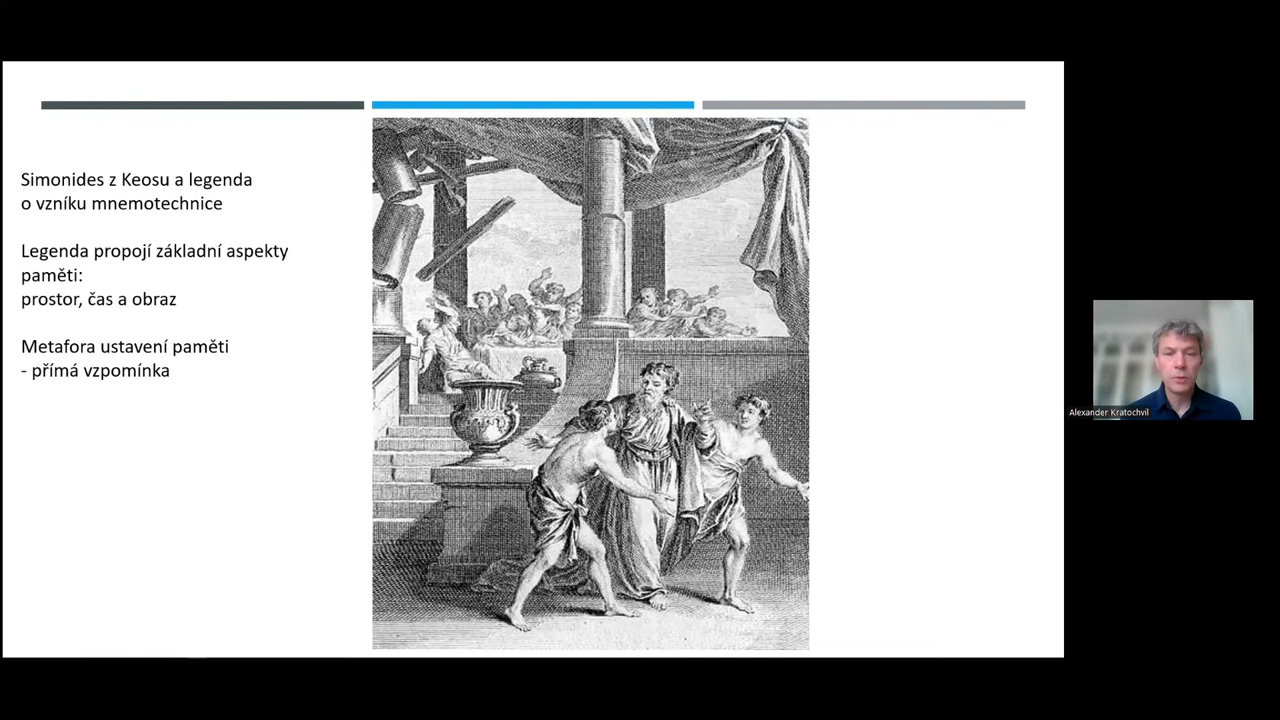 Simonides z Keosu a legenda
o vzníku mnemotechnice
Legenda propojí základní aspekty
paměti:
prostor, čas a obraz
Metafora ustavení paměti
- přímá vzpomínka
Alexander Kratochvil